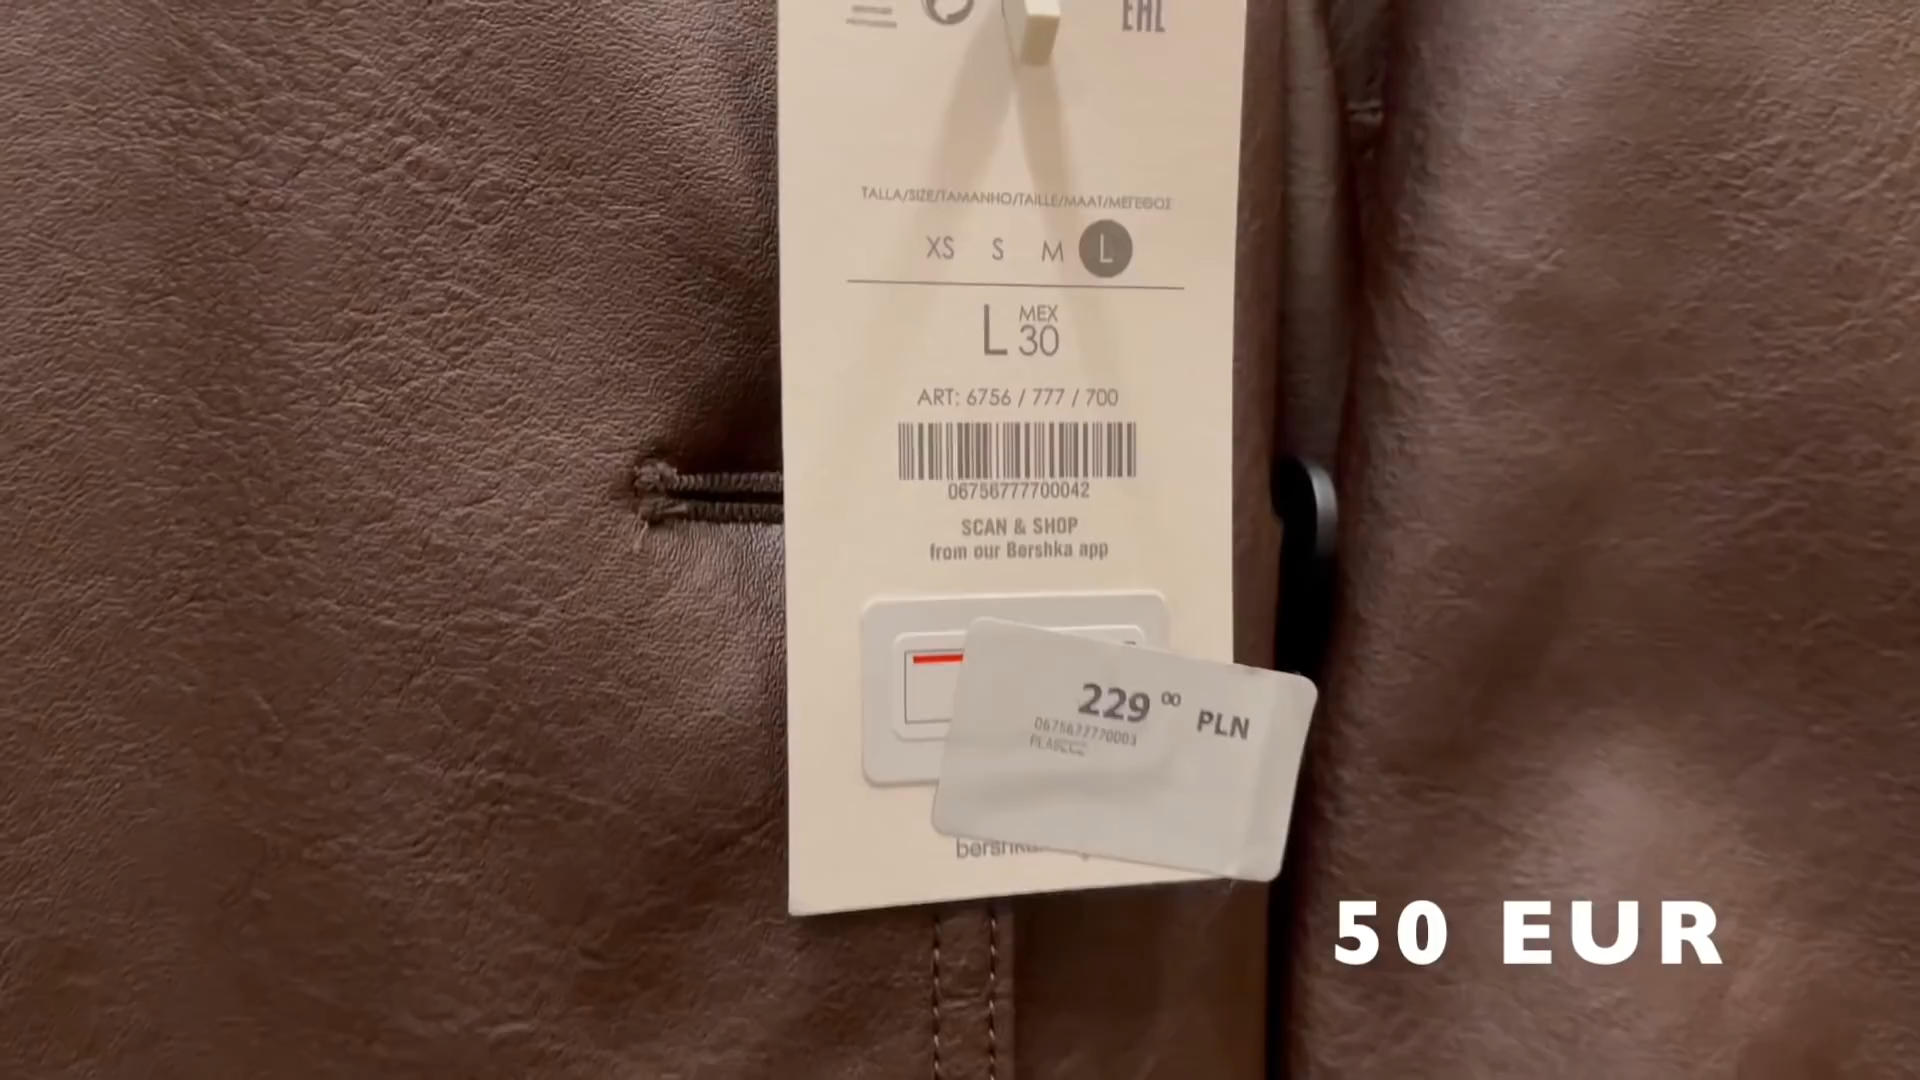 EAC
TALLA/SIZE/TAMANHO/TAILLE/MAAT/ΜΕΓΕΘΟΣ
XS S M L
L MEX 30
ART: 6756 / 777 / 700
06756777700042
SCAN & SHOP
from our Bershka app
229 00 PLN
50 EUR